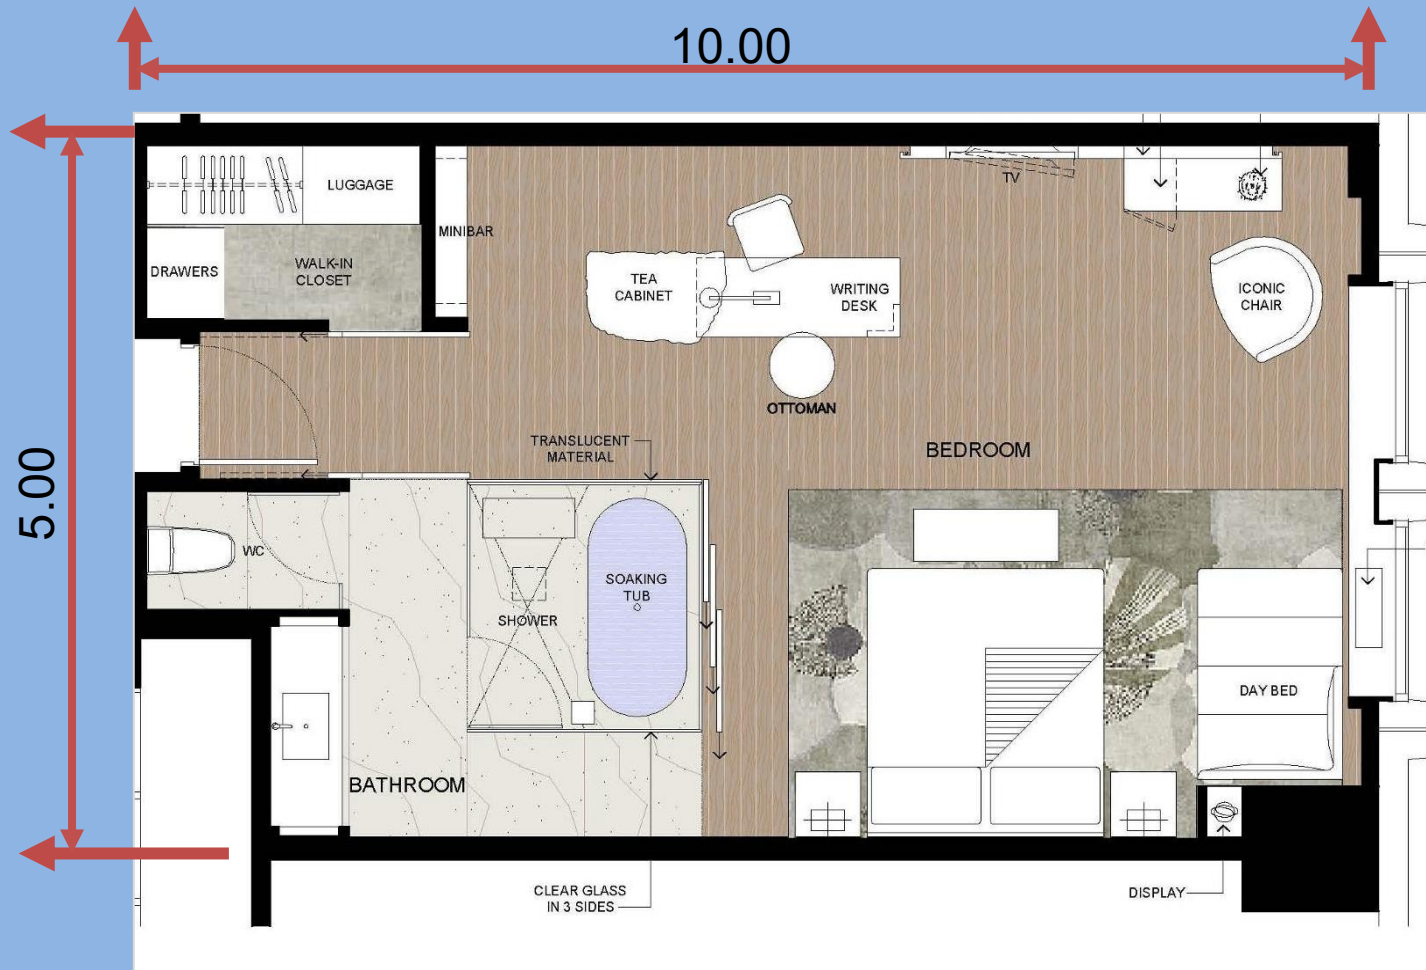 10.00
5.00
LUGGAGE
TV
MINIBAR
DRAWERS
WALK-IN
CLOSET
TEA
CABINET
WRITING
DESK
ICONIC
CHAIR
OTTOMAN
TRANSLUCENT
MATERIAL
BEDROOM
WC
SOAKING
TUB
SHOWER
DAY BED
BATHROOM
CLEAR GLASS
IN 3 SIDES
DISPLAY